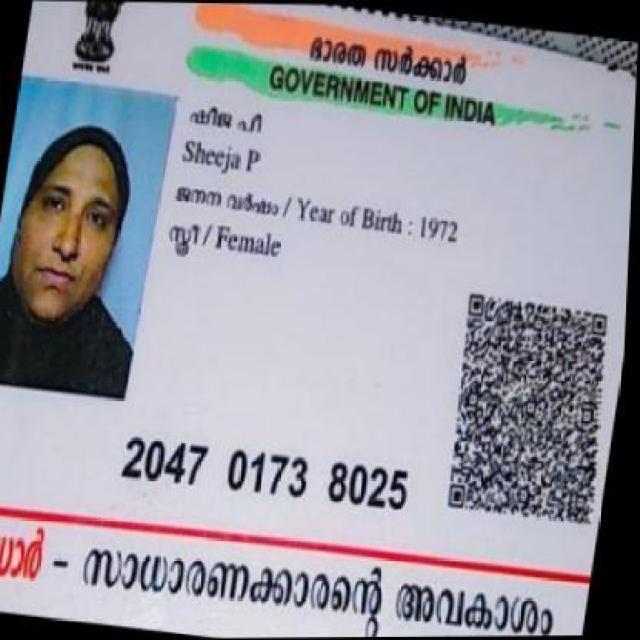 ഭാരത സർക്കാർ
GOVERNMENT OF INDIA
ഷീജ പി
Sheeja P
ജനന വർഷം / Year of Birth : 1972
സ്ത്രീ / Female
2047 0173 8025
- സാധാരണക്കാരന്റെ അവകാശം